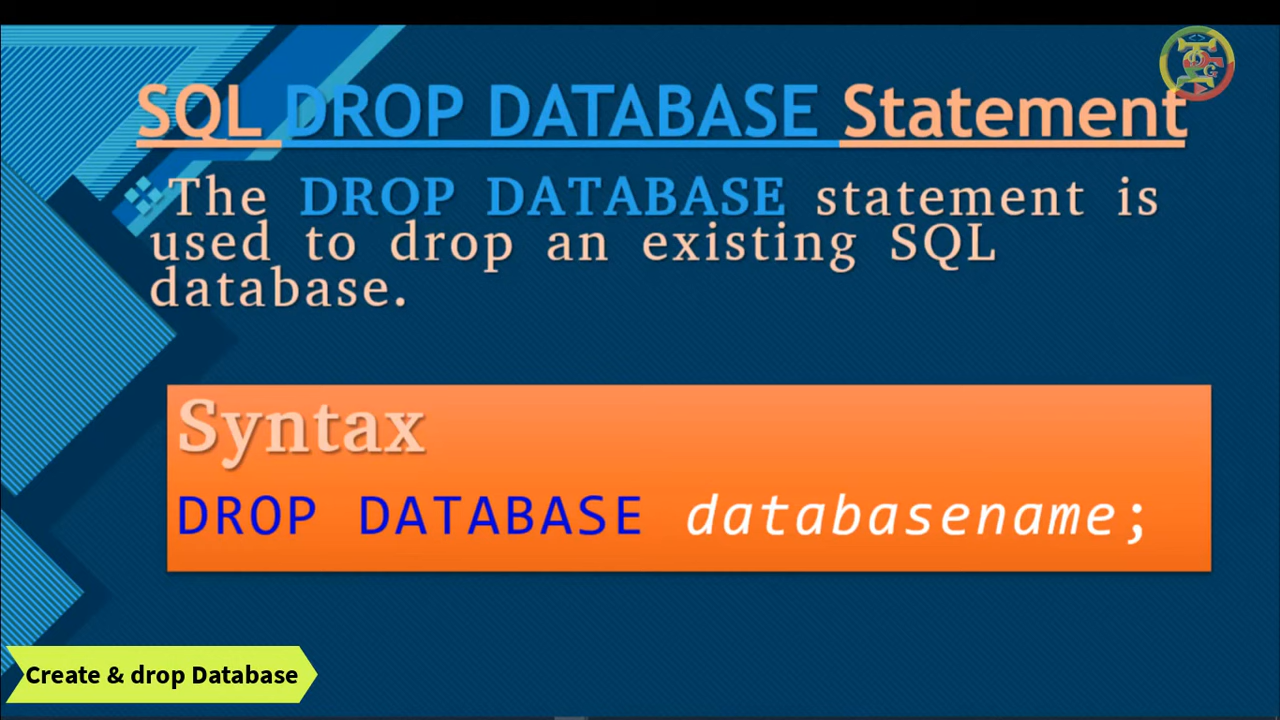 SQL DROP DATABASE Statement
The DROP DATABASE statement is
used to drop an existing SQL
database.
Syntax
DROP DATABASE databasename;
Create & drop Database